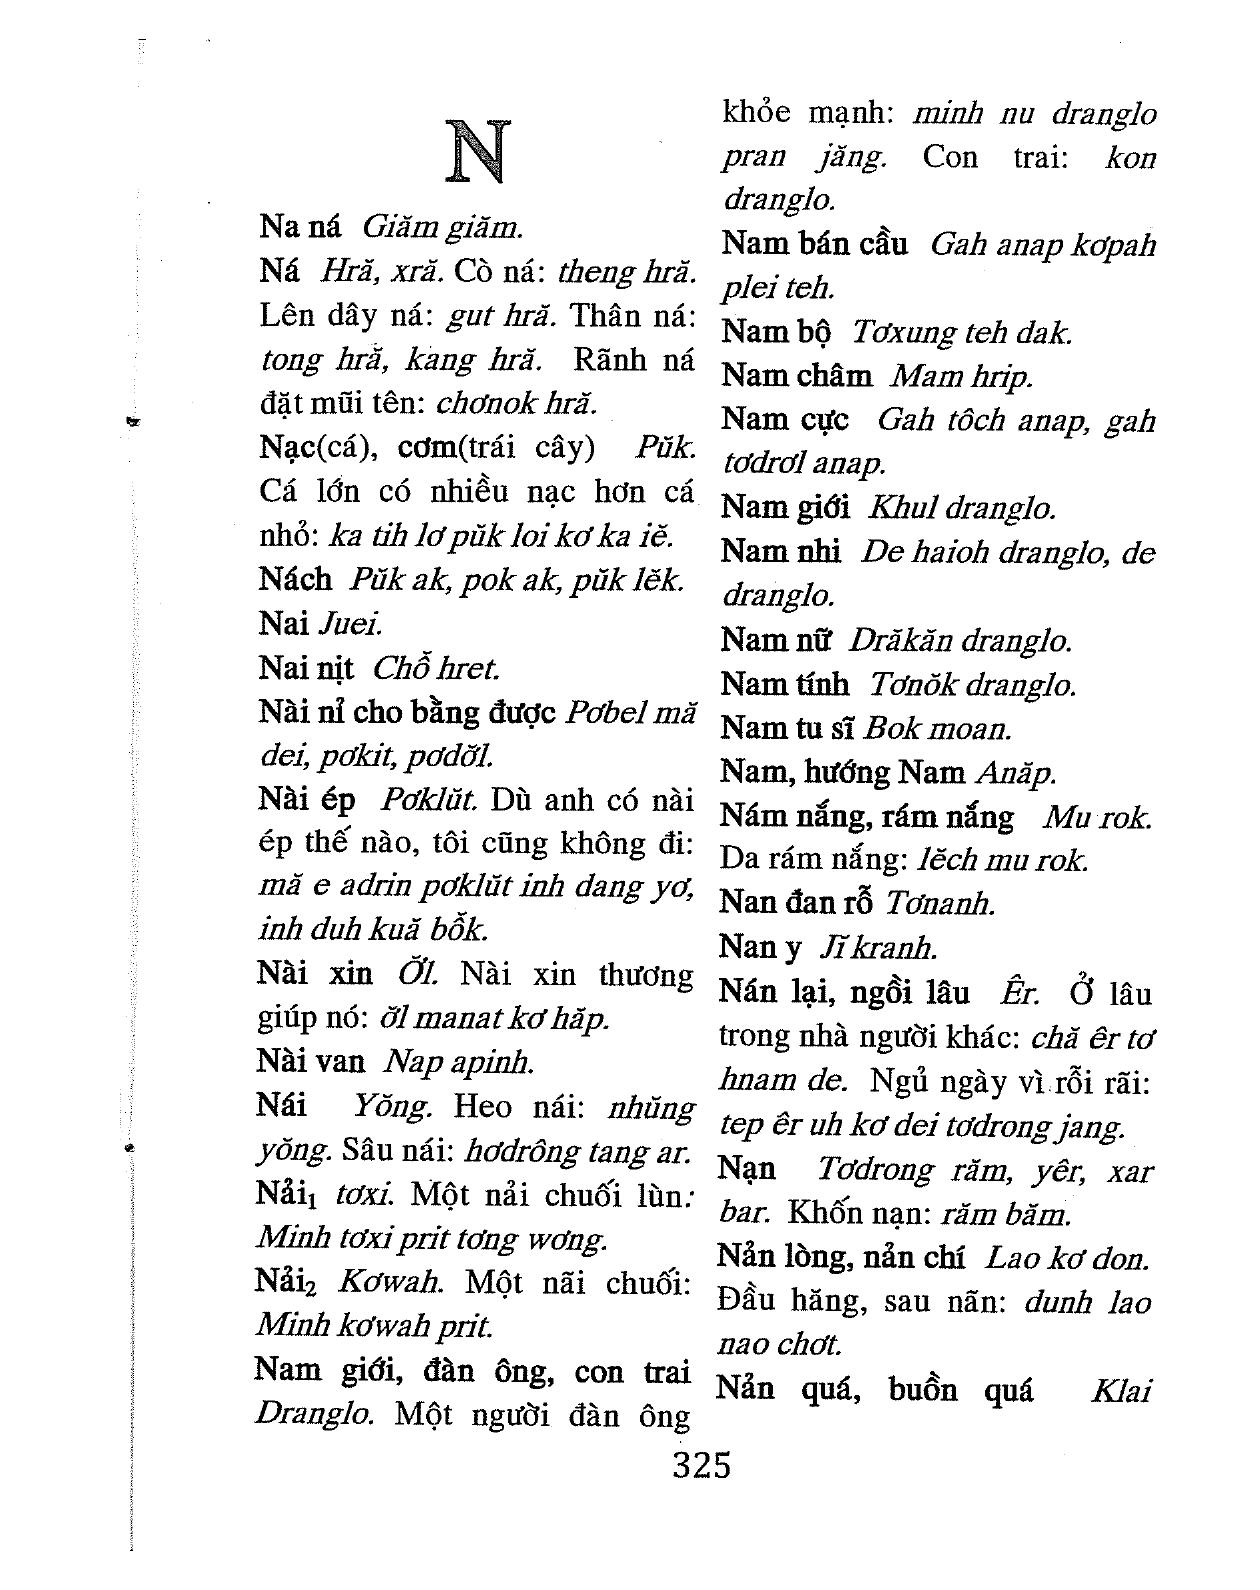 N
Na ná Giăm giăm.
Ná Hră, xră. Cò ná: theng hră.
Lên dây ná: gut hră. Thân ná:
tong hră, kang hră. Rãnh ná
đặt mũi tên: chơnok hră.
Nạc(cá), cơm(trái cây) Pŭk.
Cá lớn có nhiều nạc hơn cá
nhỏ: ka tih lơ pŭk loi kơ ka iĕ.
Nách Pŭk ak, pok ak, pŭk lĕk.
Nai Juei.
Nai nịt Chỗ hret.
Nài nỉ cho bằng được Pơbel mă
dei, pơkit, pơdỡl.
Nài ép Pơklŭt. Dù anh có nài
ép thế nào, tôi cũng không đi:
mă e adrin pơklŭt inh dang yơ,
inh duh kuă bỗk.
Nài xin Ỡl. Nài xin thương
giúp nó: ỡl manat kơ hăp.
Nài van Nap apinh.
Nái Yŏng. Heo nái: nhŭng
yŏng. Sâu nái: hơdrông tang ar.
Nải₁ tơxi. Một nải chuối lùn:
Minh tơxi prit tơng wơng.
Nải₂ Kơwah. Một nãi chuối:
Minh kơwah prit.
Nam giới, đàn ông, con trai
Dranglo. Một người đàn ông
khỏe mạnh: minh nu dranglo
pran jăng. Con trai: kon
dranglo.
Nam bán cầu Gah anap kơpah
plei teh.
Nam bộ Tơxung teh dak.
Nam châm Mam hrip.
Nam cực Gah tôch anap, gah
tơdrơl anap.
Nam giới Khul dranglo.
Nam nhi De haioh dranglo, de
dranglo.
Nam nữ Drăkăn dranglo.
Nam tính Tơnŏk dranglo.
Nam tu sĩ Bok moan.
Nam, hướng Nam Anăp.
Nám nắng, rám nắng Mu rok.
Da rám nắng: lĕch mu rok.
Nan đan rỗ Tơnanh.
Nan y Jĭ kranh.
Nán lại, ngồi lâu Êr. Ở lâu
trong nhà người khác: chă êr tơ
hnam de. Ngủ ngày vì rỗi rãi:
tep êr uh kơ dei tơdrong jang.
Nạn Tơdrong răm, yêr, xar
bar. Khốn nạn: răm băm.
Nản lòng, nản chí Lao kơ don.
Đầu hăng, sau nãn: dunh lao
nao chơt.
Nản quá, buồn quá Klai
325